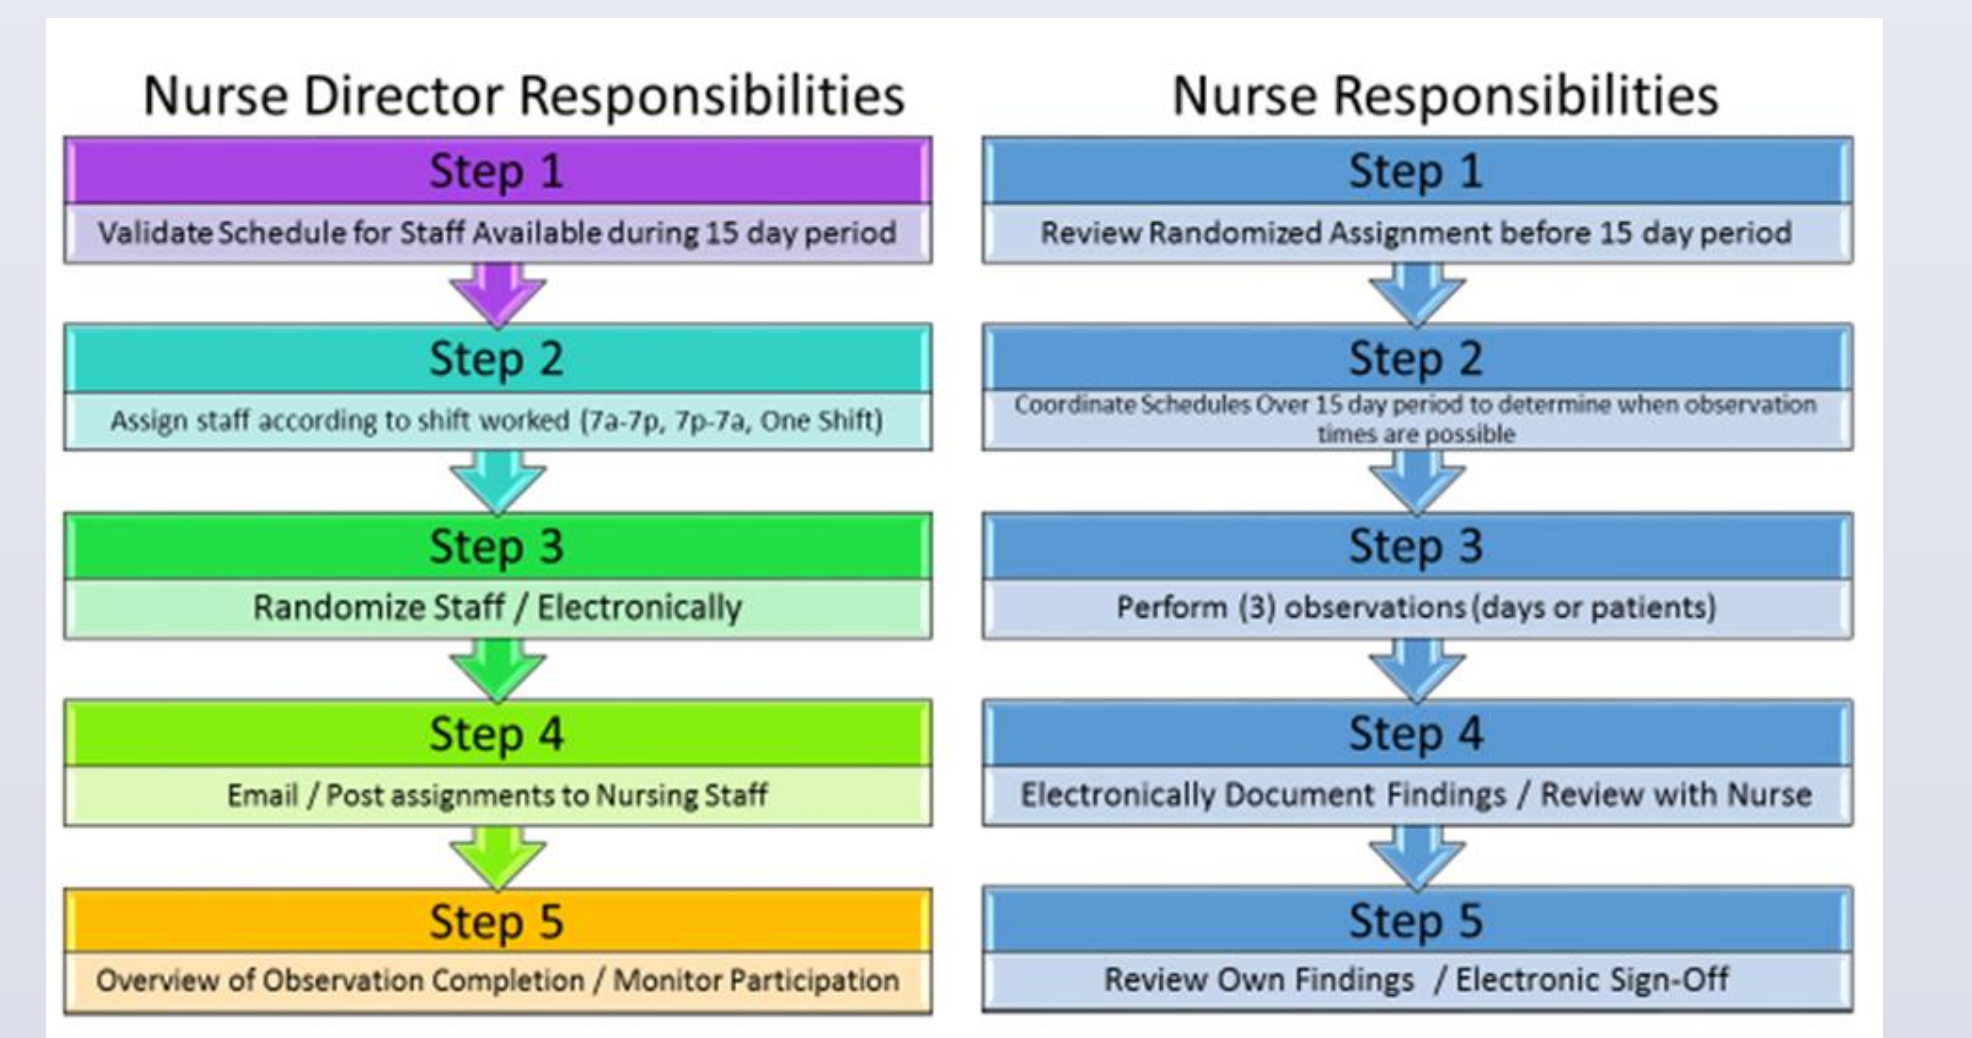 Nurse Director Responsibilities
Step 1
Validate Schedule for Staff Available during 15 day period
Step 2
Assign staff according to shift worked (7a-7p, 7p-7a, One Shift)
Step 3
Randomize Staff / Electronically
Step 4
Email / Post assignments to Nursing Staff
Step 5
Overview of Observation Completion / Monitor Participation
Nurse Responsibilities
Step 1
Review Randomized Assignment before 15 day period
Step 2
Coordinate Schedules Over 15 day period to determine when observation
times are possible
Step 3
Perform (3) observations (days or patients)
Step 4
Electronically Document Findings / Review with Nurse
Step 5
Review Own Findings / Electronic Sign-Off